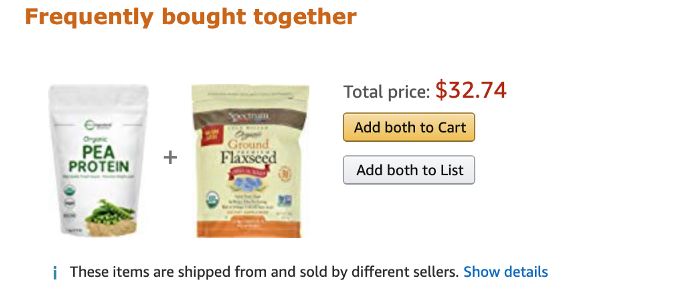 Frequently bought together
Organic
PEA
PROTEIN
+
Spectrum
Organic
Ground
PREMIUM
Flaxseed
Total price: $32.74
Add both to Cart
Add both to List
i These items are shipped from and sold by different sellers. Show details